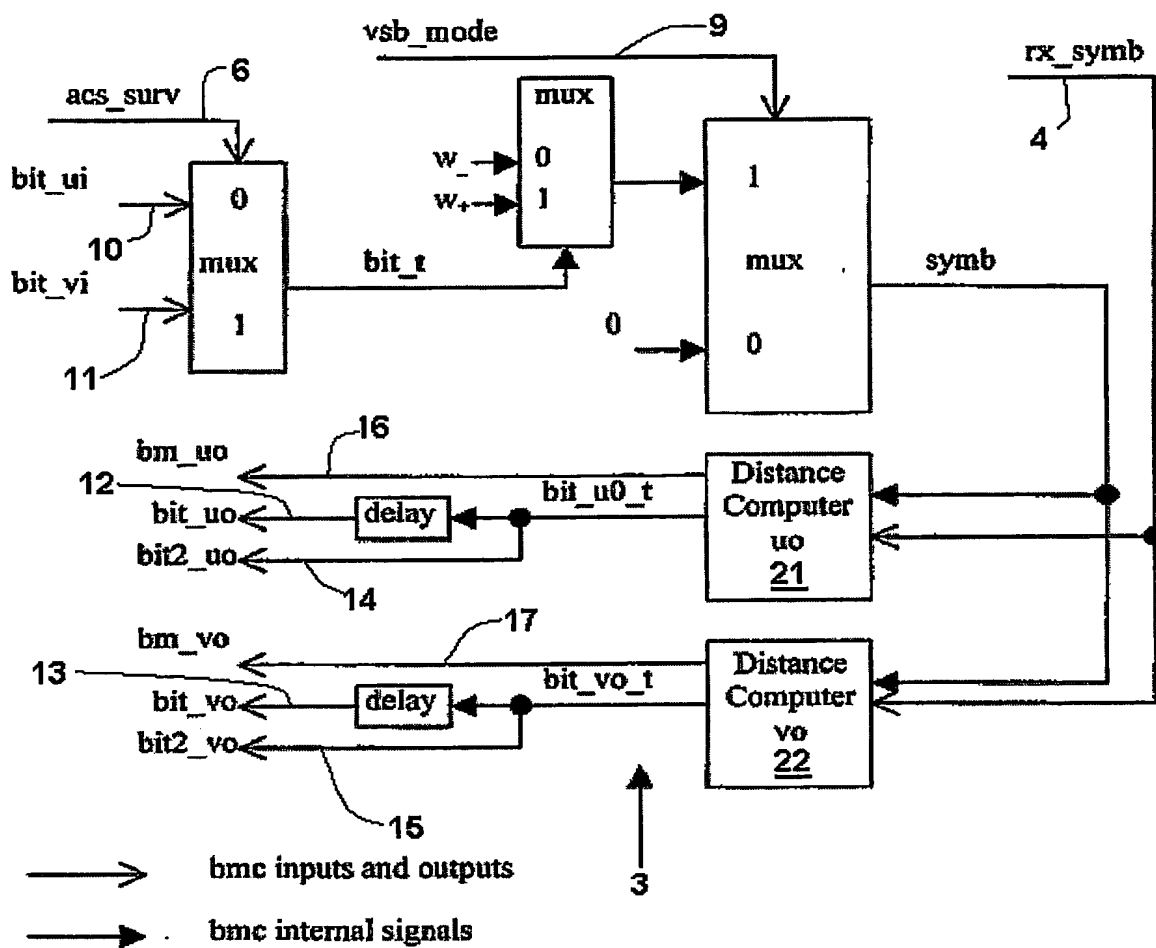 vsb_mode
9
rx_symb
6
acs_surv
mux
4
bit_ui
w_
0
0
1
w+
1
10
mux
bit_t
mux
symb
bit_vi
1
0
0
11
16
bm_uo
Distance
Computer
uo
21
12
bit_u0_t
bit_uo
delay
bit2_uo
14
17
bm_vo
Distance
Computer
vo
22
13
bit_vo_t
bit_vo
delay
bit2_vo
15
3
bmc inputs and outputs
bmc internal signals